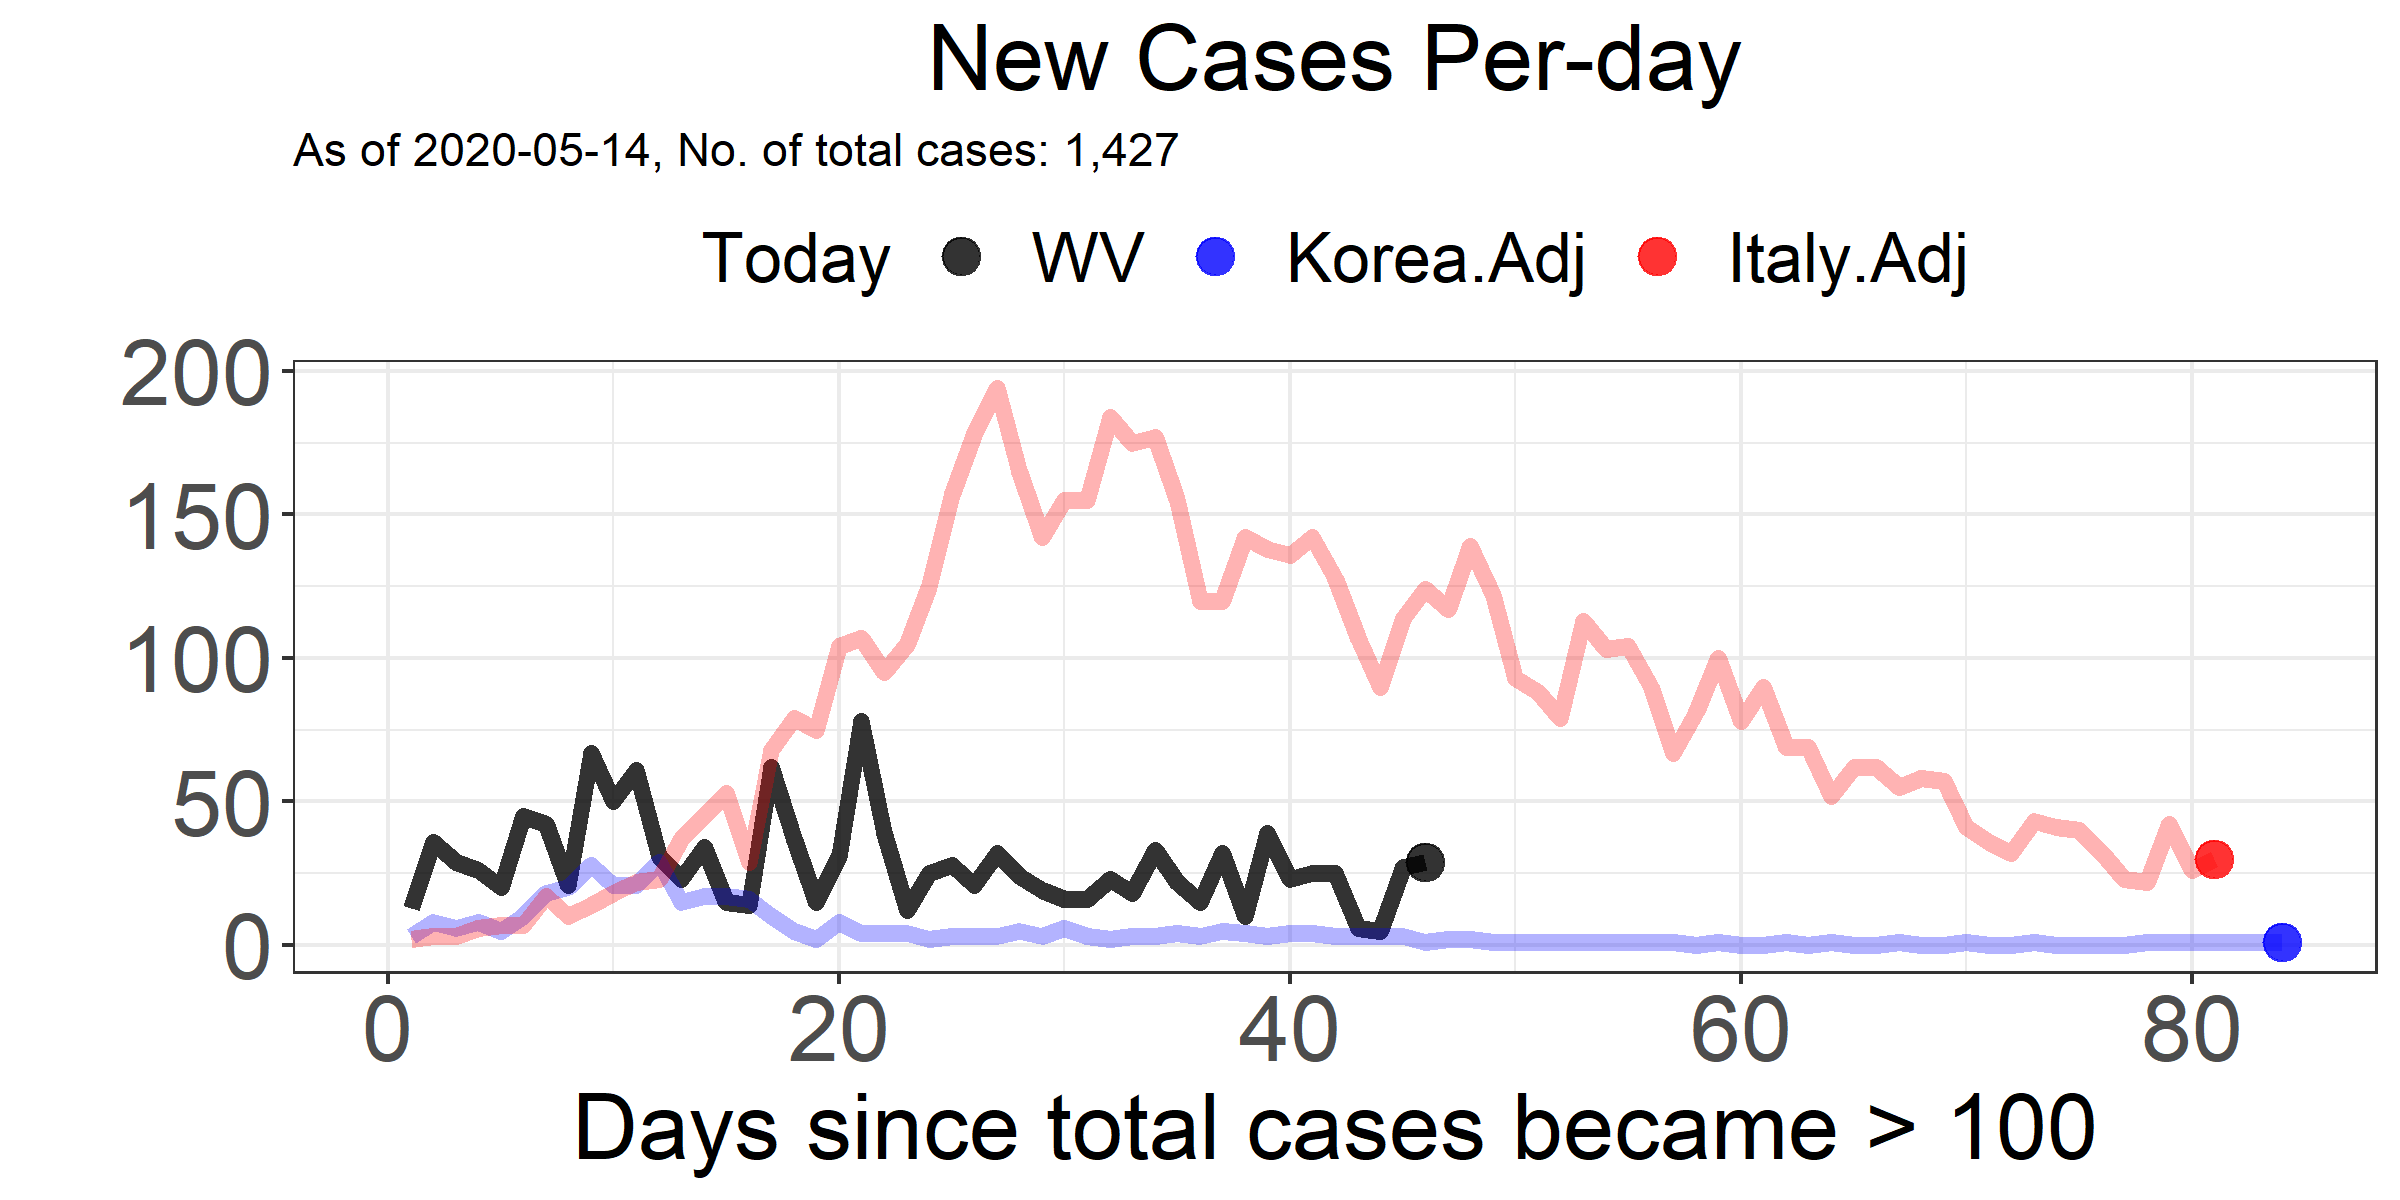 New Cases Per-day
As of 2020-05-14, No. of total cases: 1,427
Today WV Korea.Adj Italy.Adj
200
150
100
50
0
0 20 40 60 80
Days since total cases became > 100